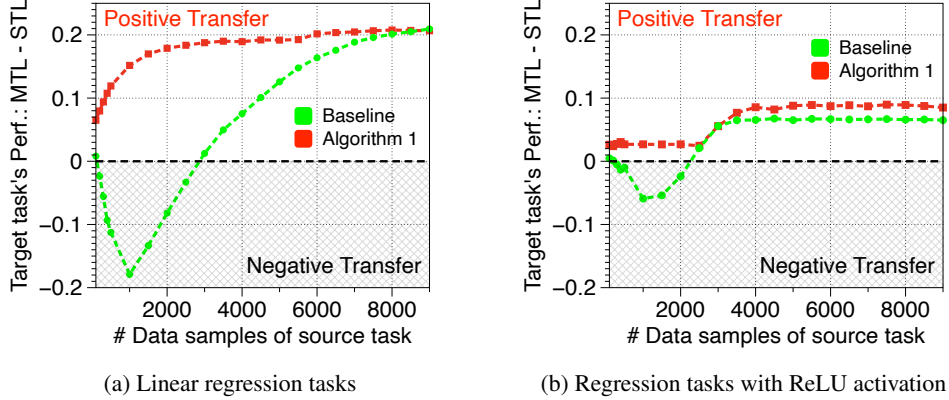 Target task's Perf.: MTL - STL
Positive Transfer
0.2
0.1
0
−0.1
−0.2
Baseline
Algorithm 1
Negative Transfer
2000 4000 6000 8000
# Data samples of source task
(a) Linear regression tasks
Target task's Perf.: MTL - STL
Positive Transfer
0.2
0.1
0
−0.1
−0.2
Baseline
Algorithm 1
Negative Transfer
2000 4000 6000 8000
# Data samples of source task
(b) Regression tasks with ReLU activation